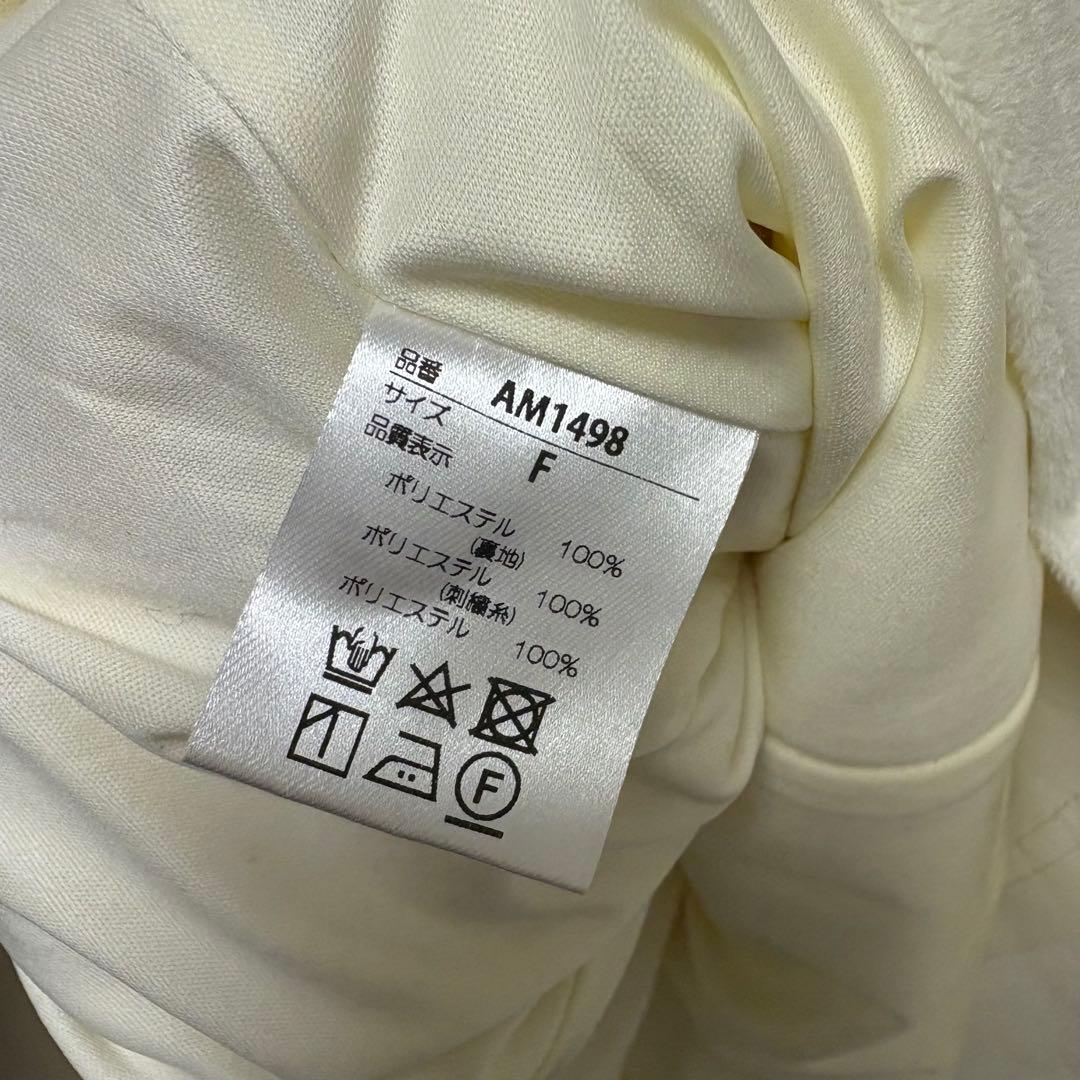 品番 AM1498
サイズ F
品質表示
ポリエステル 100%
(裏地)
ポリエステル 100%
(刺繍糸)
ポリエステル 100%
F